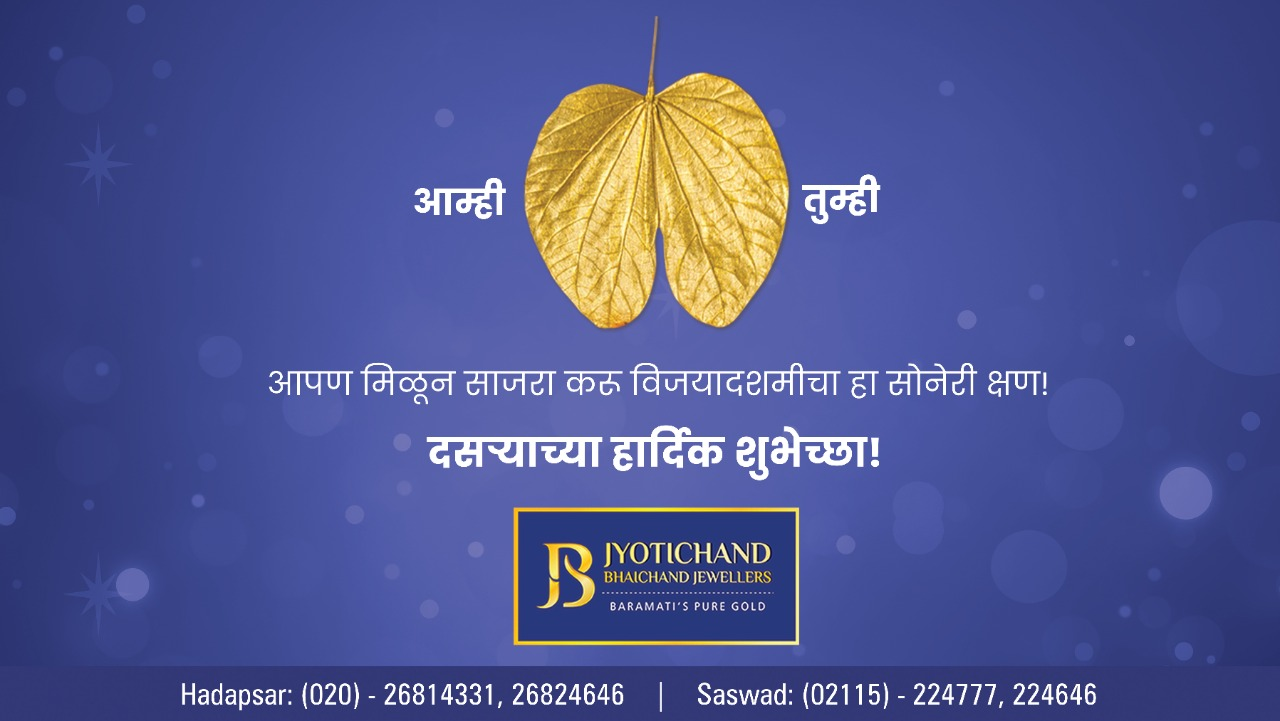 आम्ही
तुम्ही
आपण मिळून साजरा करू विजयादशमीचा हा सोनेरी क्षण!
दसऱ्याच्या हार्दिक शुभेच्छा!
JB JYOTICHAND
BHAICHAND JEWELLERS
BARAMATI'S PURE GOLD
Hadapsar: (020) - 26814331, 26824646 | Saswad: (02115) - 224777, 224646